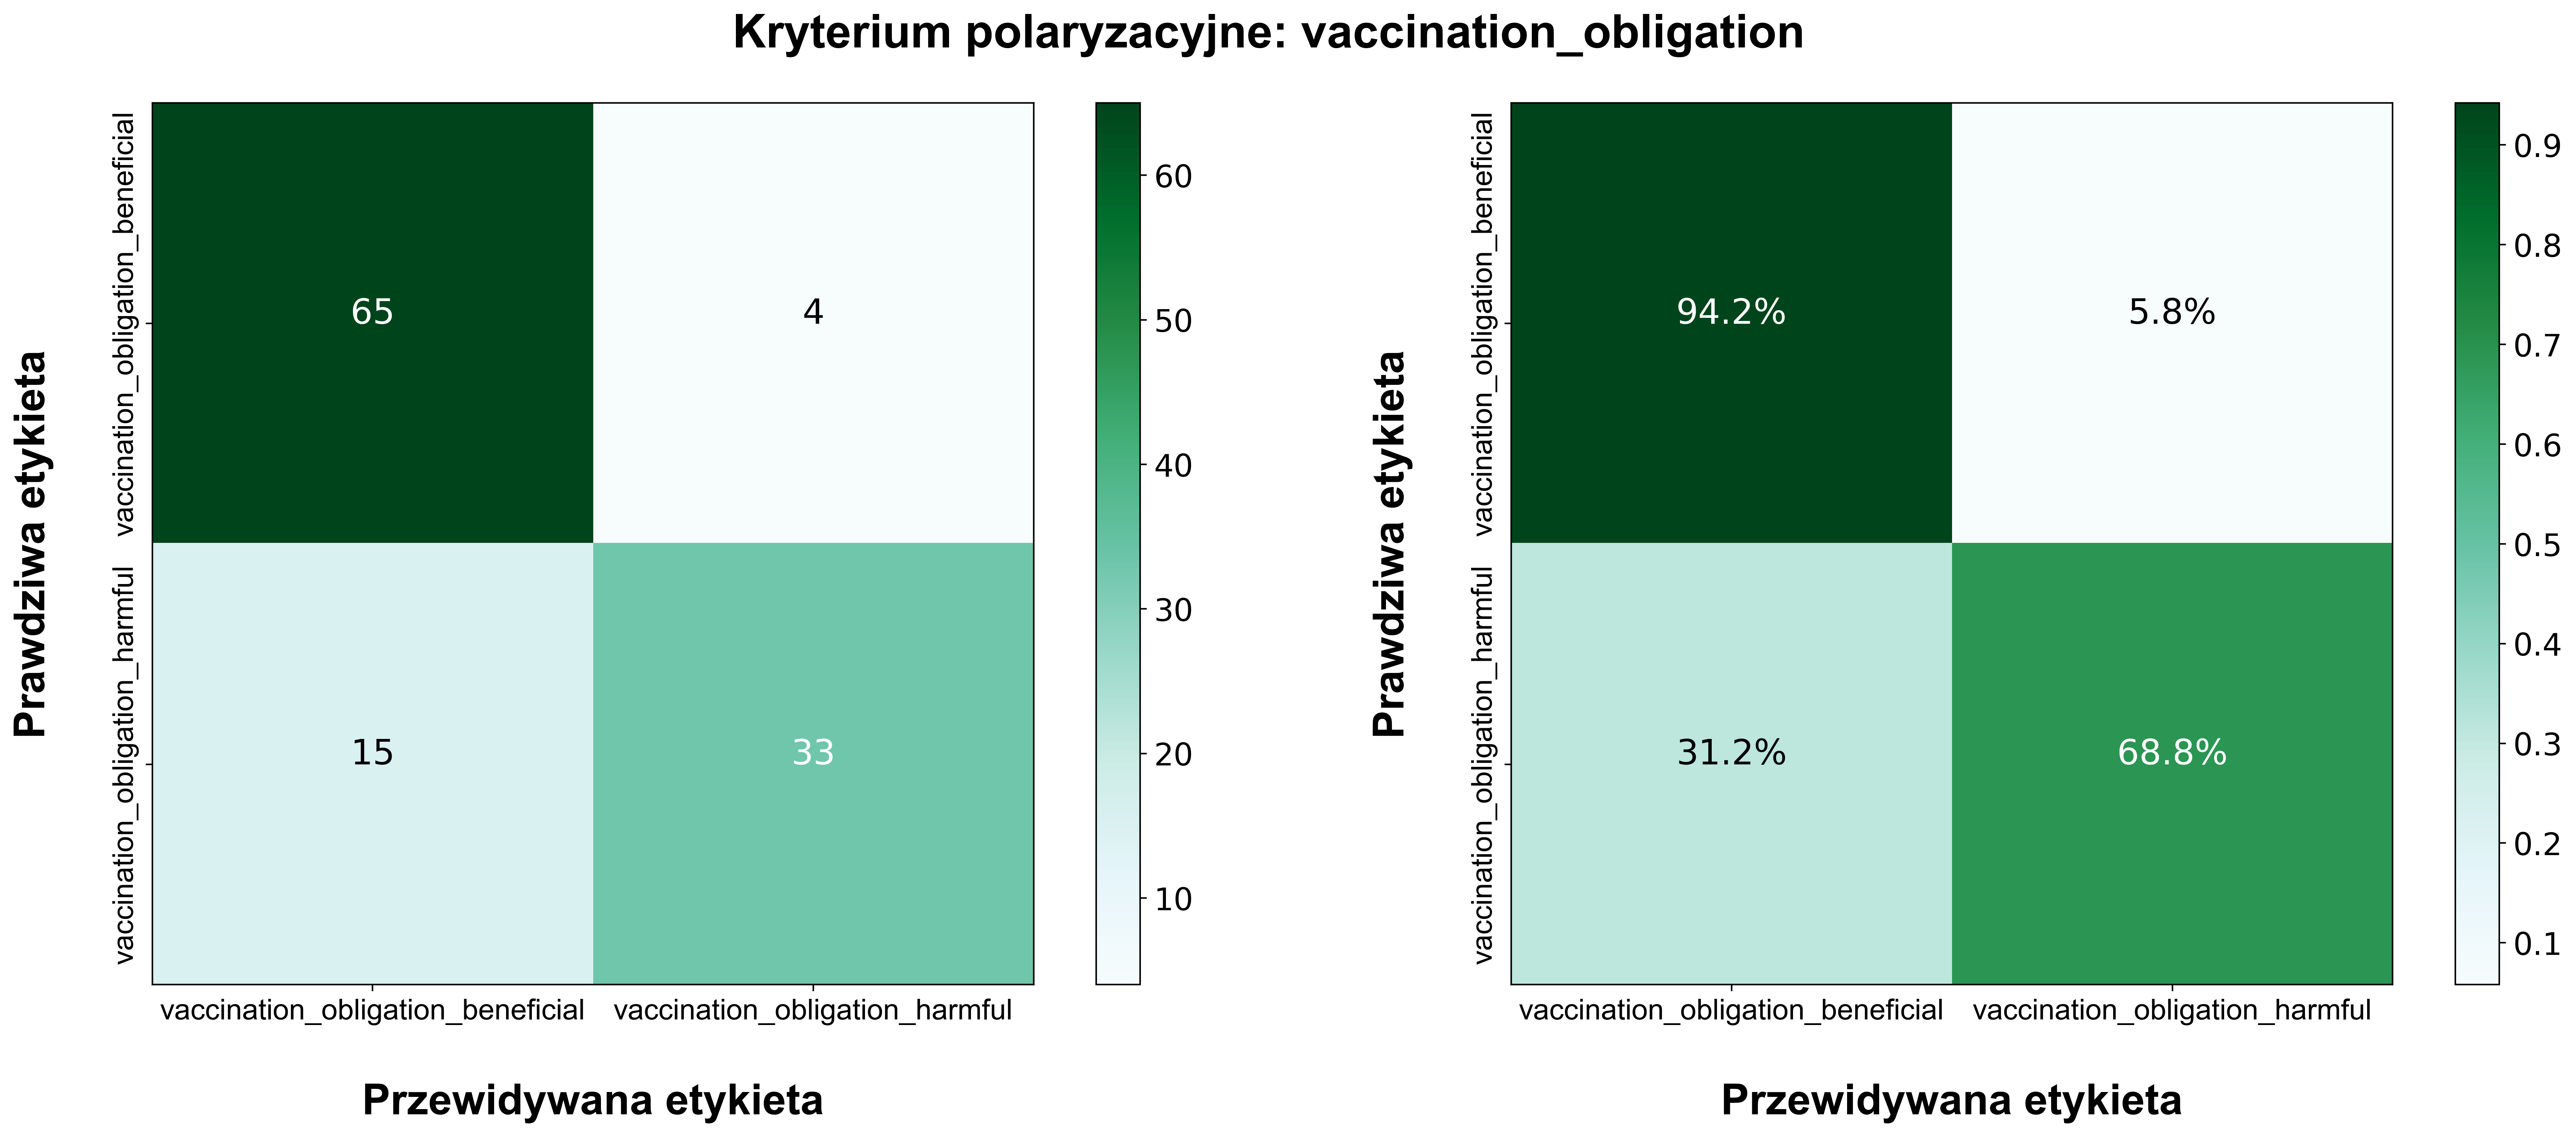 Kryterium polaryzacyjne: vaccination_obligation
Prawdziwa etykieta
vaccination_obligation_beneficial
vaccination_obligation_harmful
65
4
15
33
vaccination_obligation_beneficial
vaccination_obligation_harmful
Przewidywana etykieta
60
50
40
30
20
10
Prawdziwa etykieta
vaccination_obligation_beneficial
vaccination_obligation_harmful
94.2%
5.8%
31.2%
68.8%
vaccination_obligation_beneficial
vaccination_obligation_harmful
Przewidywana etykieta
0.9
0.8
0.7
0.6
0.5
0.4
0.3
0.2
0.1